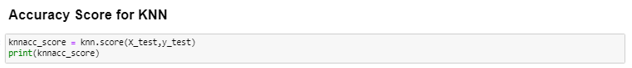 Accuracy Score for KNN
knnacc_score = knn.score(X_test,y_test)
print(knnacc_score)